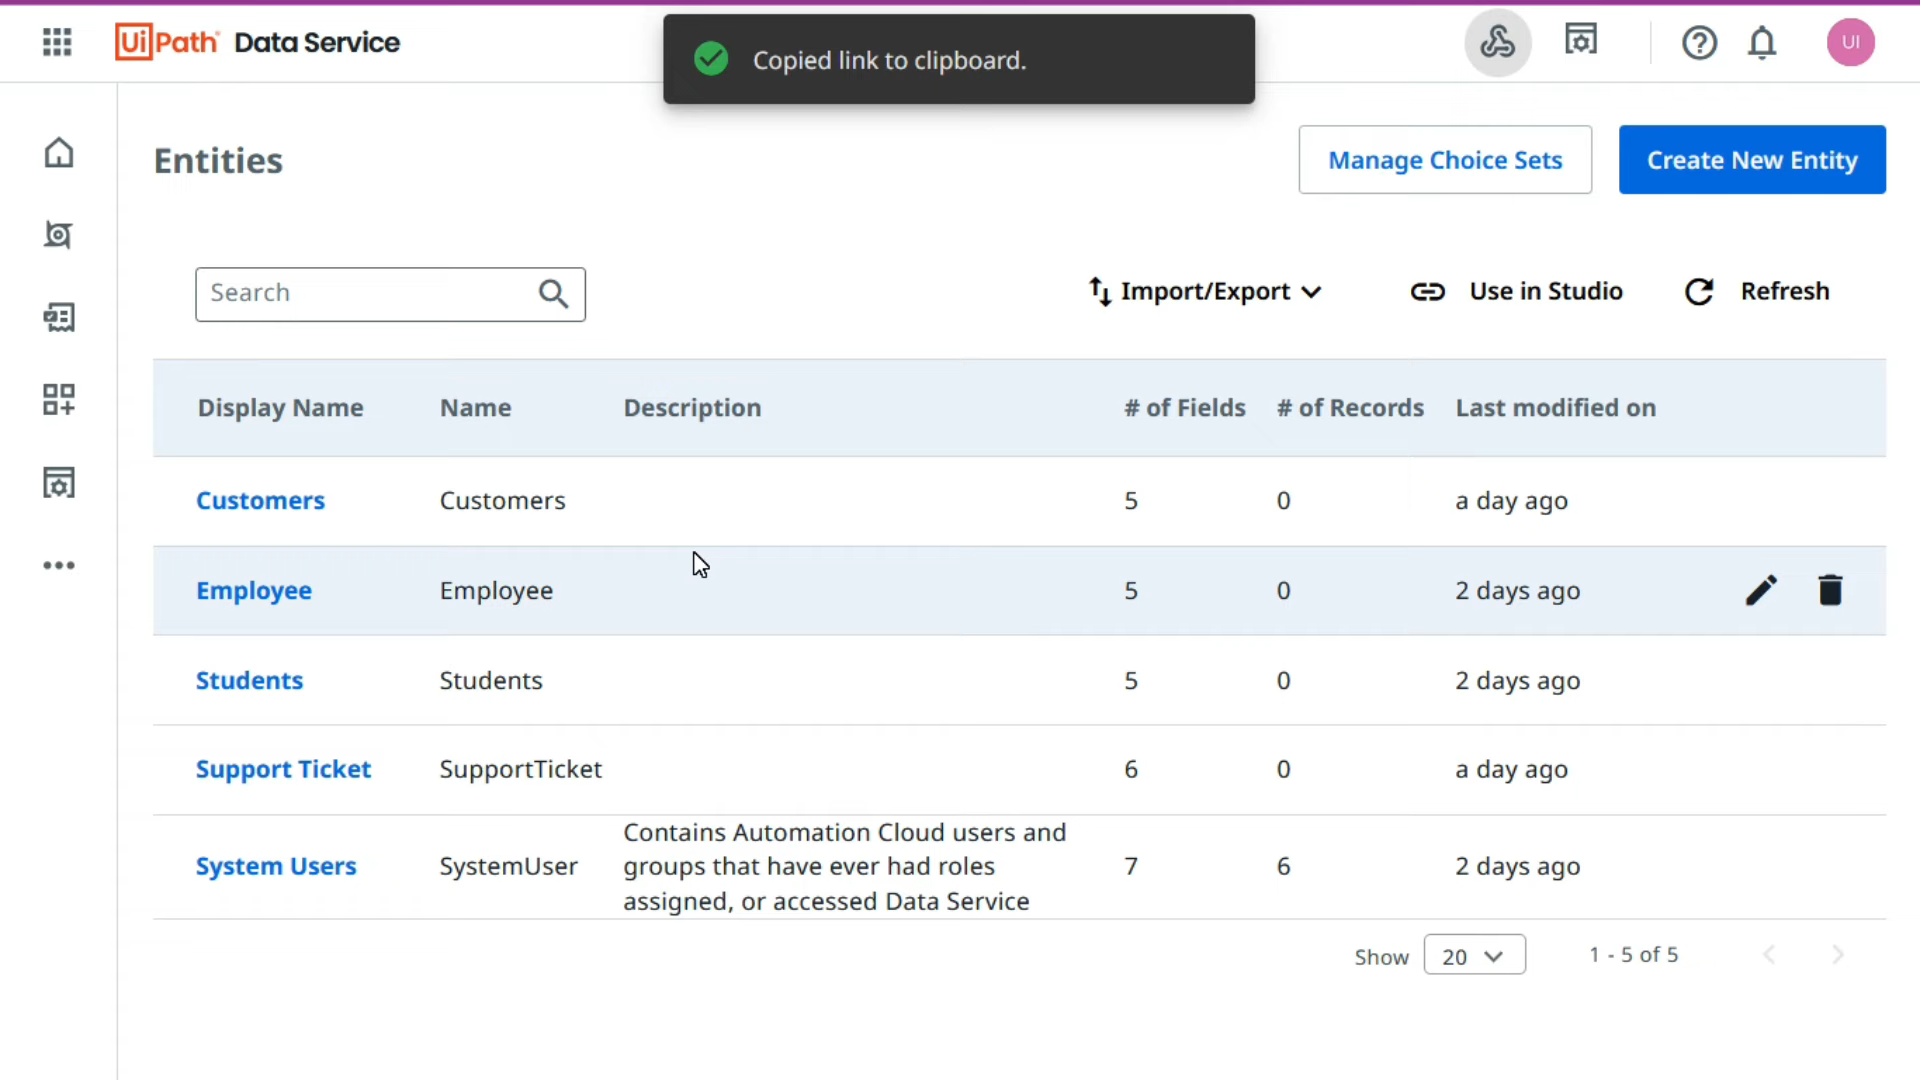 UiPath Data Service
Copied link to clipboard.
UI
Entities
Manage Choice Sets
Create New Entity
Search
Import/Export
Use in Studio
Refresh
Display Name Name Description # of Fields # of Records Last modified on
Customers Customers 5 0 a day ago
Employee Employee 5 0 2 days ago
Students Students 5 0 2 days ago
Support Ticket SupportTicket 6 0 a day ago
Contains Automation Cloud users and
System Users SystemUser groups that have ever had roles 7 6 2 days ago
assigned, or accessed Data Service
Show 20 1 - 5 of 5